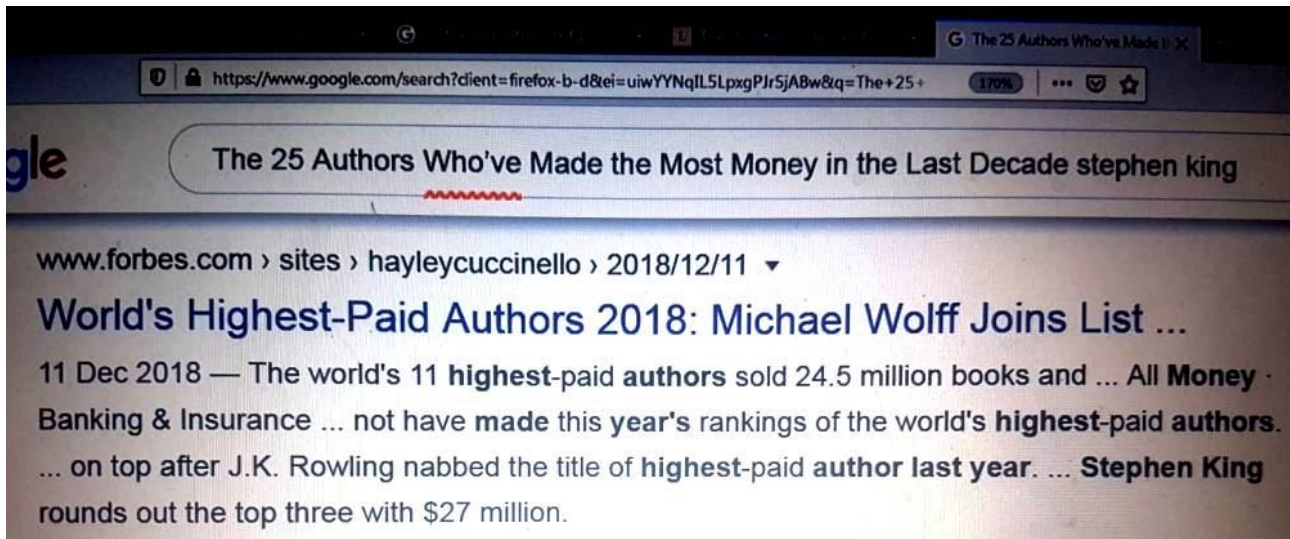 The 25 Authors Who've Made t
https://www.google.com/search?client=firefox-b-d&ei=uiwYYNqIL5LpxgPJr5jABw&q=The+25+
170%
gle
The 25 Authors Who've Made the Most Money in the Last Decade stephen king
www.forbes.com › sites › hayleycuccinello › 2018/12/11
World's Highest-Paid Authors 2018: Michael Wolff Joins List ...
11 Dec 2018 — The world's 11 highest-paid authors sold 24.5 million books and ... All Money ·
Banking & Insurance ... not have made this year's rankings of the world's highest-paid authors.
... on top after J.K. Rowling nabbed the title of highest-paid author last year. ... Stephen King
rounds out the top three with $27 million.